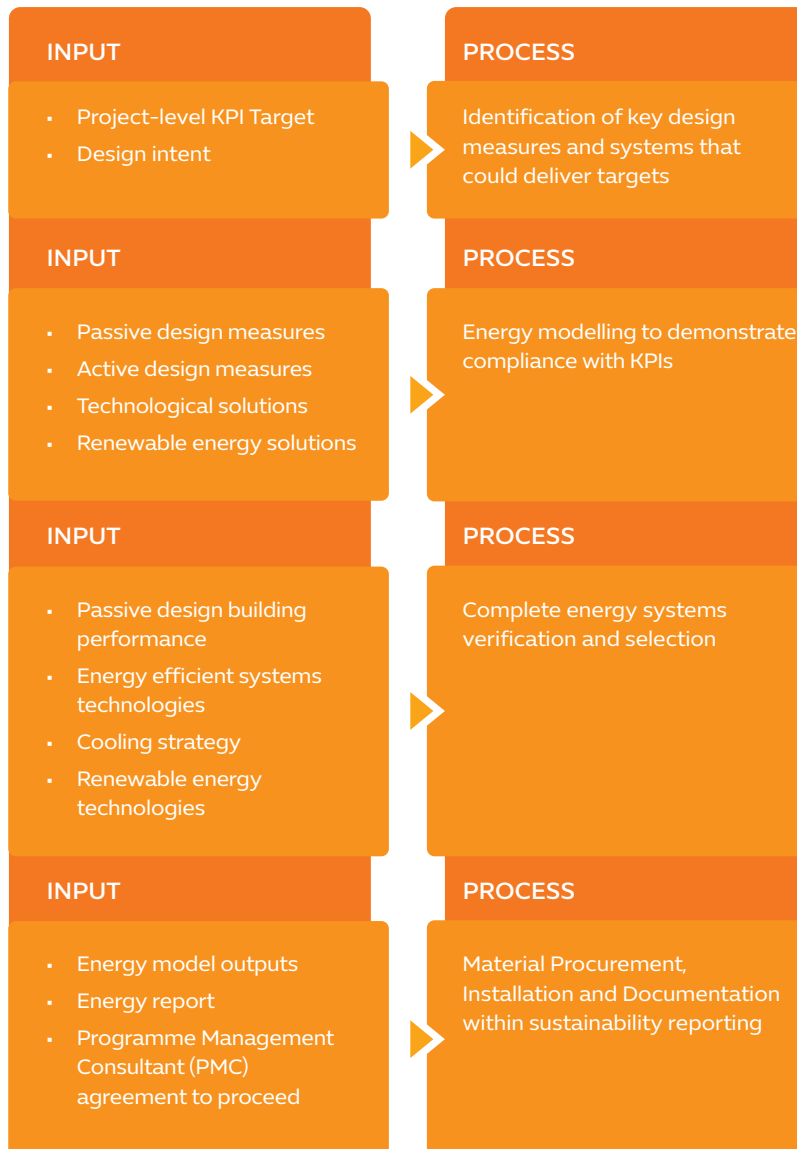 INPUT
PROCESS
▪ Project-level KPI Target
▪ Design intent
Identification of key design
measures and systems that
could deliver targets
INPUT
PROCESS
▪ Passive design measures
▪ Active design measures
▪ Technological solutions
▪ Renewable energy solutions
Energy modelling to demonstrate
compliance with KPIs
INPUT
PROCESS
▪ Passive design building
performance
▪ Energy efficient systems
technologies
▪ Cooling strategy
▪ Renewable energy
technologies
Complete energy systems
verification and selection
INPUT
PROCESS
▪ Energy model outputs
▪ Energy report
▪ Programme Management
Consultant (PMC)
agreement to proceed
Material Procurement,
Installation and Documentation
within sustainability reporting